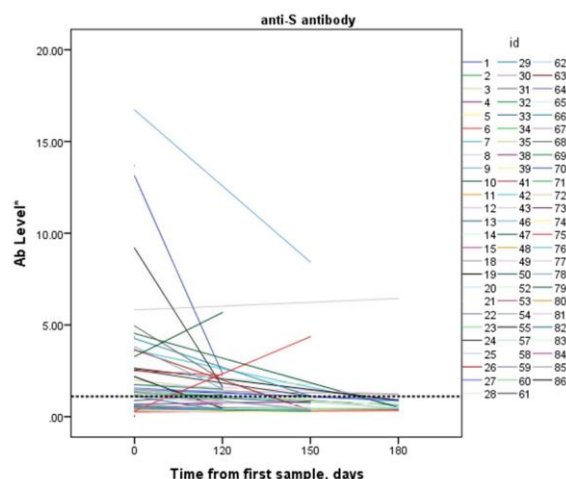 anti-S antibody
20.00
15.00
10.00
5.00
.00
Ab Level*
0 120 150 180
Time from first sample, days
id
1 29 62
2 30 63
3 31 64
4 32 65
5 33 66
6 34 67
7 35 68
8 38 69
9 39 70
10 41 71
11 42 72
12 43 73
13 46 74
14 47 75
15 48 76
18 49 77
19 50 78
20 52 79
21 53 80
22 54 81
23 55 82
24 57 83
25 58 84
26 59 85
27 60 86
28 61